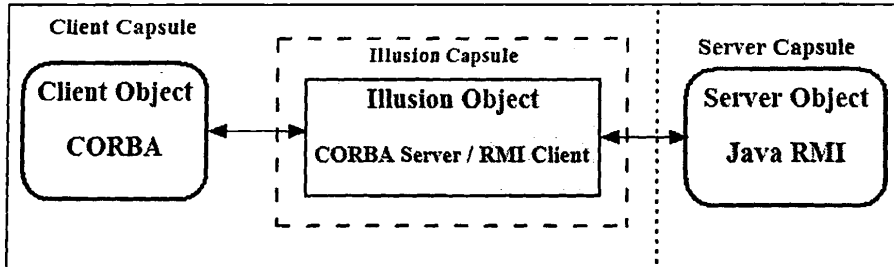 Client Capsule
Client Object
CORBA
Illusion Capsule
Illusion Object
CORBA Server / RMI Client
Server Capsule
Server Object
Java RMI